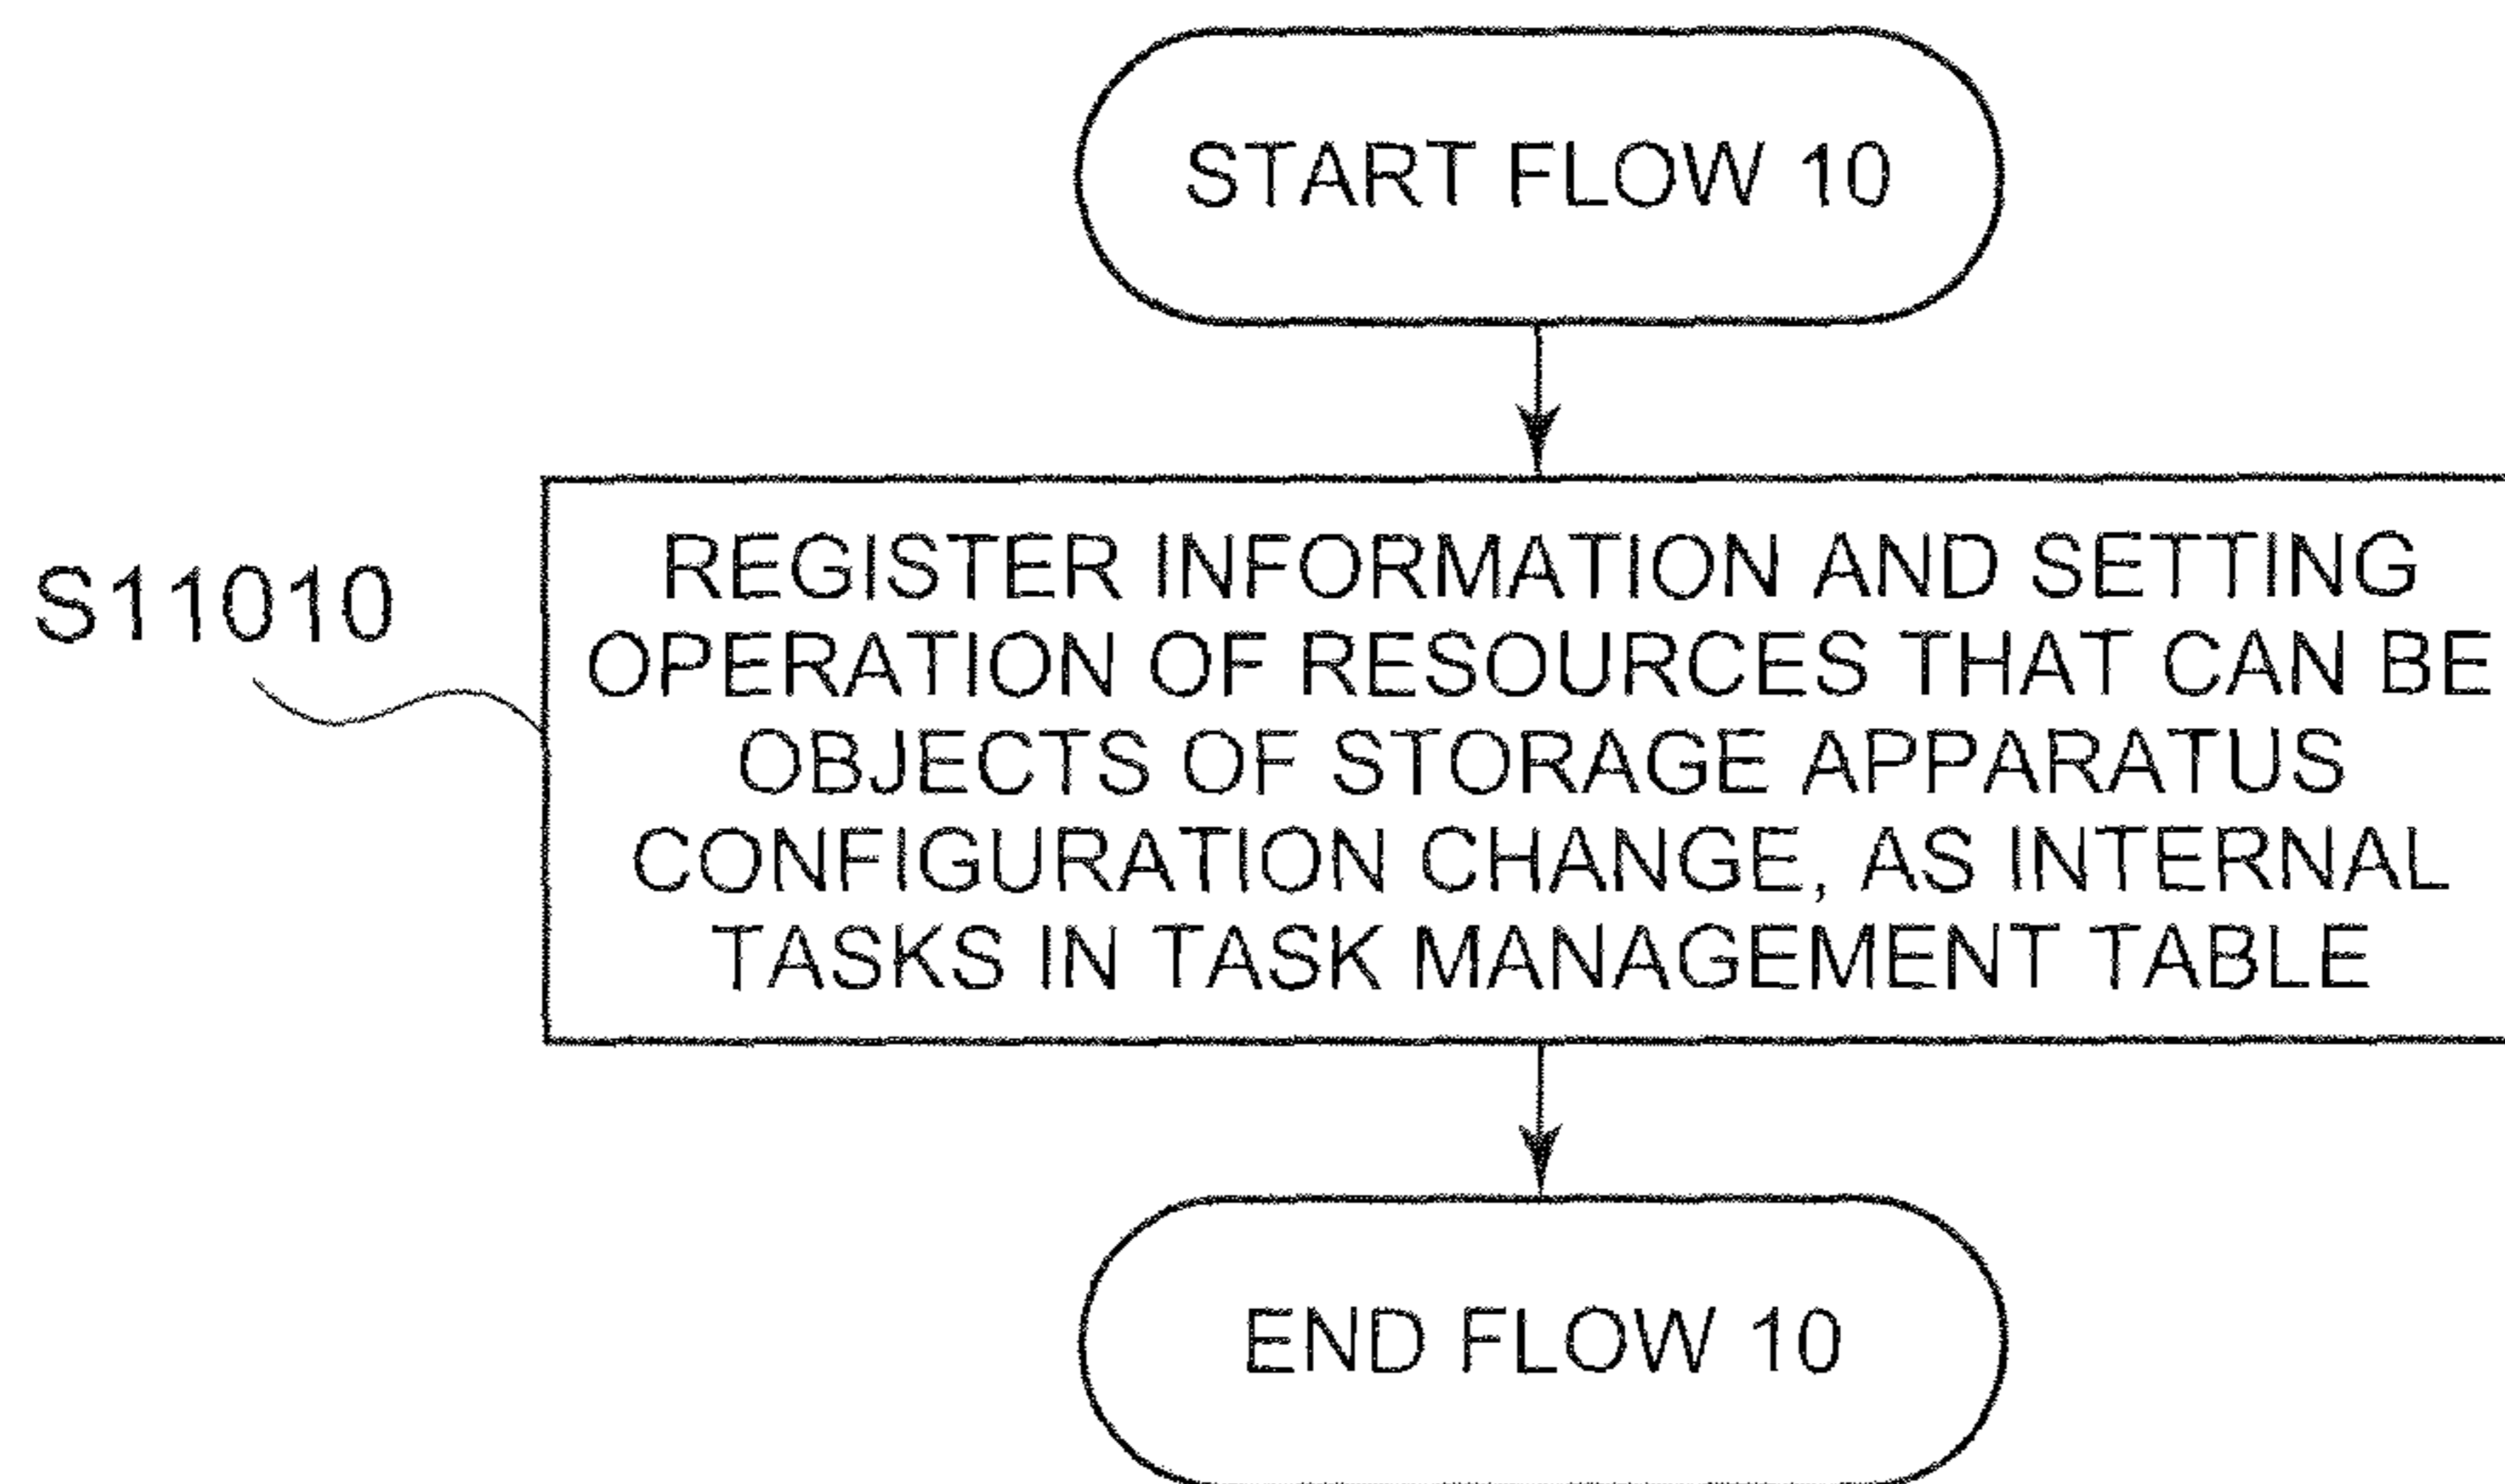 START FLOW 10
S11010
REGISTER INFORMATION AND SETTING
OPERATION OF RESOURCES THAT CAN BE
OBJECTS OF STORAGE APPARATUS
CONFIGURATION CHANGE, AS INTERNAL
TASKS IN TASK MANAGEMENT TABLE
END FLOW 10